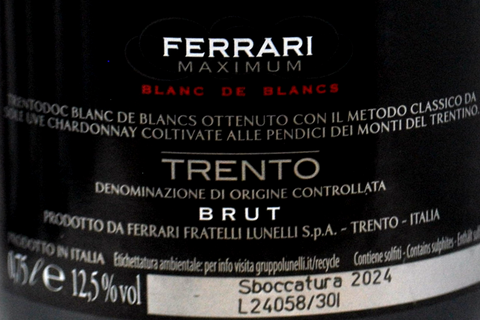 FERRARI
MAXIMUM
BLANC DE BLANCS
TRENTODOC BLANC DE BLANCS OTTENUTO CON IL METODO CLASSICO DA
SOLE UVE CHARDONNAY COLTIVATE ALLE PENDICI DEI MONTI DEL TRENTINO.
TRENTO
DENOMINAZIONE DI ORIGINE CONTROLLATA
BRUT
PRODOTTO DA FERRARI FRATELLI LUNELLI S.p.A. - TRENTO - ITALIA
PRODOTTO IN ITALIA Etichettatura ambientale: per info visita gruppolunelli.it/recycle Contiene solfiti - Contains sulphites -
0,75 ℓ e 12,5% vol
Sboccatura 2024
L24058/30I